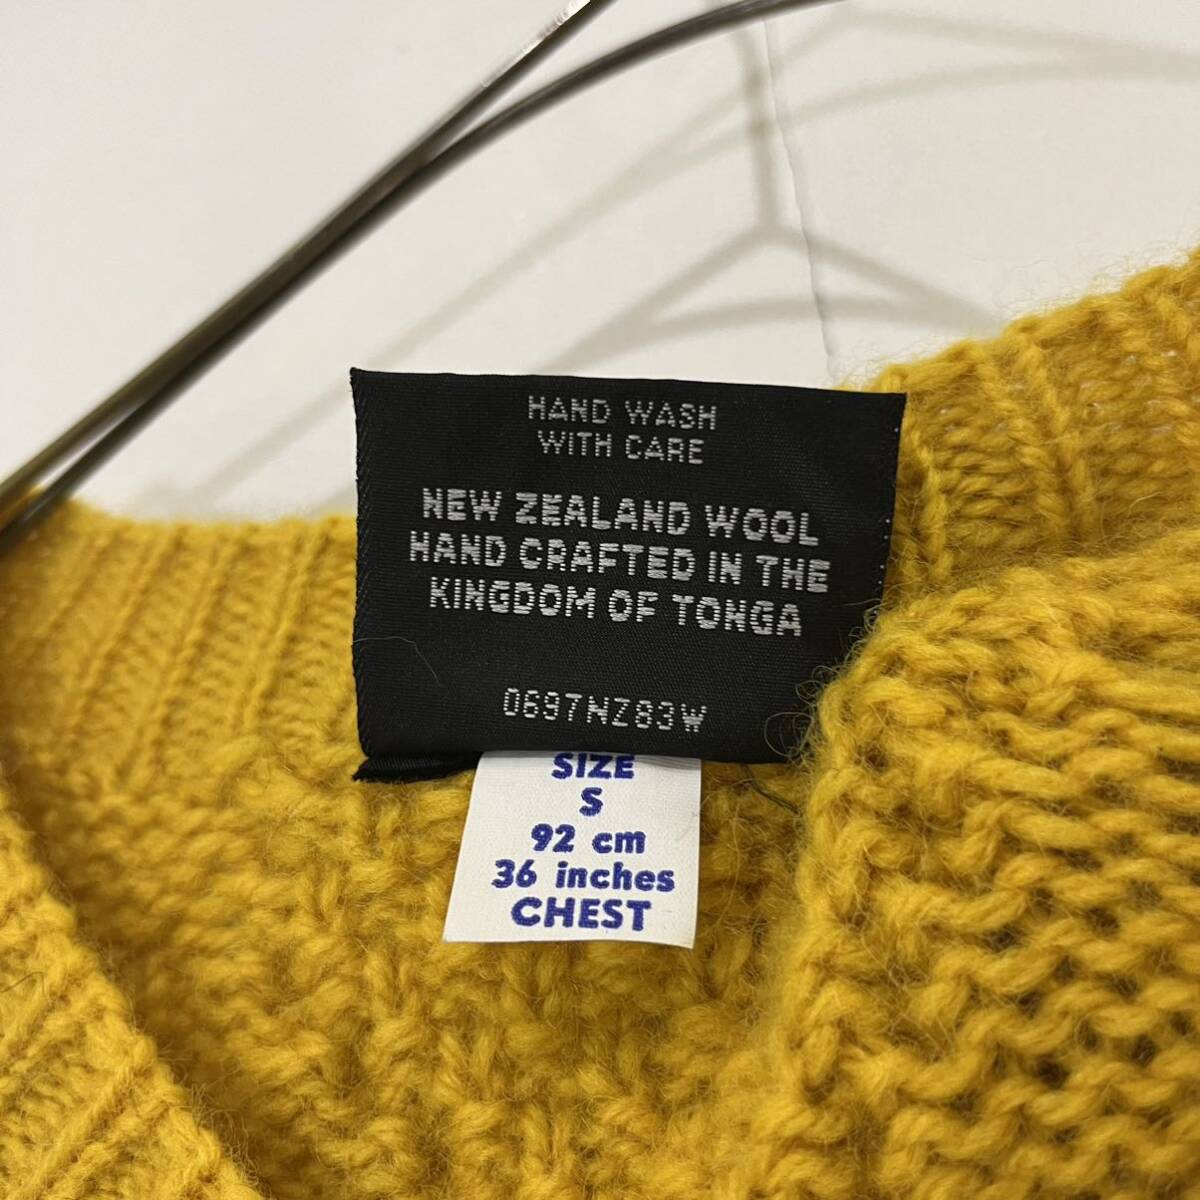 HAND WASH
WITH CARE
NEW ZEALAND WOOL
HAND CRAFTED IN THE
KINGDOM OF TONGA
0697NZ83W
SIZE
S
92 cm
36 inches
CHEST